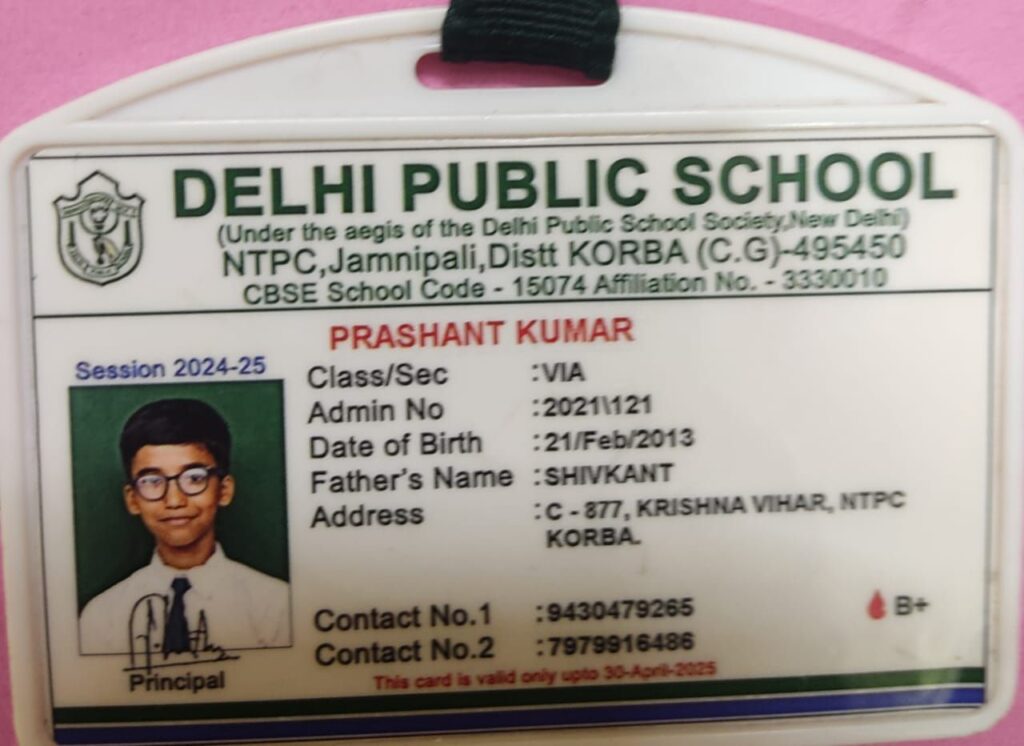 DELHI PUBLIC SCHOOL
(Under the aegis of the Delhi Public School Society,New Delhi)
NTPC,Jamnipali,Distt KORBA (C.G)-495450
CBSE School Code - 15074 Affiliation No. - 3330010
PRASHANT KUMAR
Session 2024-25
Class/Sec :VIA
Admin No :2021\121
Date of Birth :21/Feb/2013
Father's Name :SHIVKANT
Address :C - 877, KRISHNA VIHAR, NTPC
KORBA.
Contact No.1 :9430479265
B+
Contact No.2 :7979916486
Principal
This card is valid only upto 30-April-2025